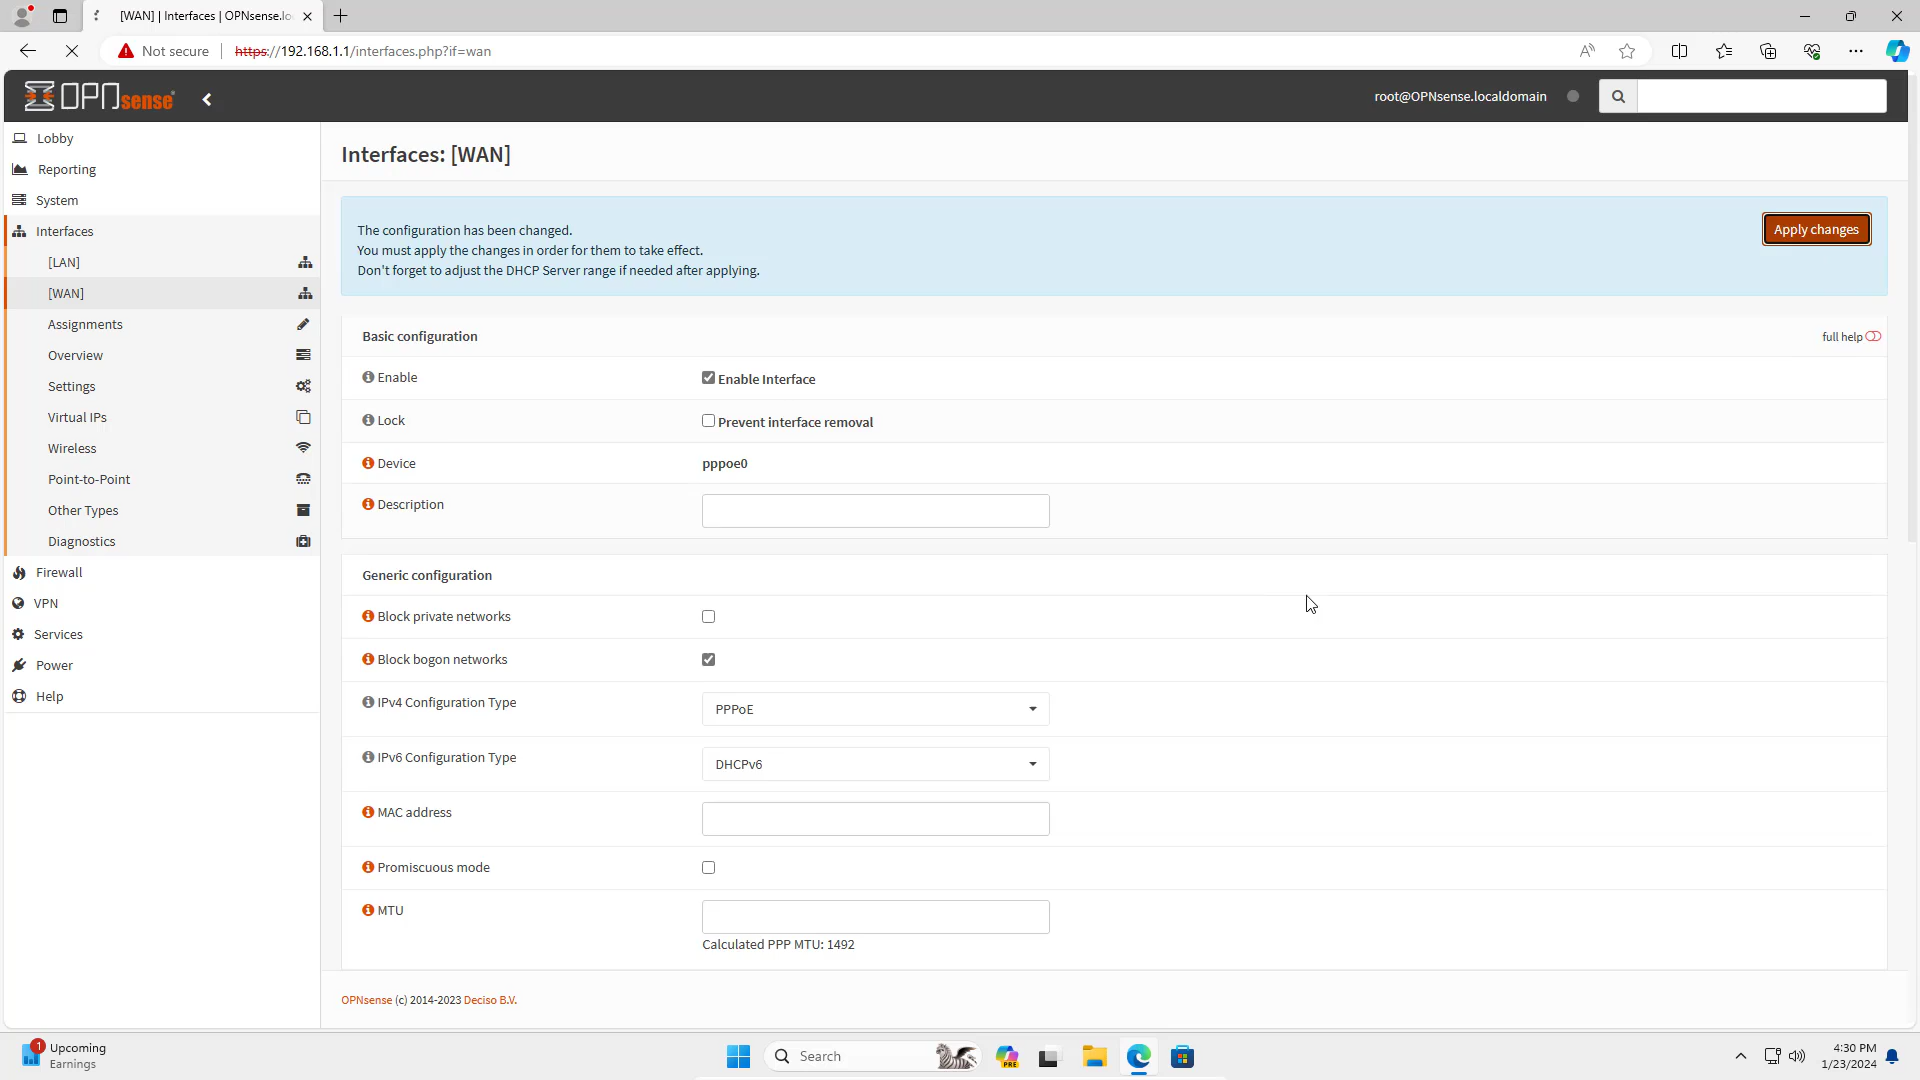 [WAN] | Interfaces | OPNsense.lo
Not secure
https://192.168.1.1/interfaces.php?if=wan
OPNsense
root@OPNsense.localdomain
Lobby
Reporting
System
Interfaces
[LAN]
[WAN]
Assignments
Overview
Settings
Virtual IPs
Wireless
Point-to-Point
Other Types
Diagnostics
Firewall
VPN
Services
Power
Help
Interfaces: [WAN]
The configuration has been changed.
You must apply the changes in order for them to take effect.
Don't forget to adjust the DHCP Server range if needed after applying.
Apply changes
Basic configuration
full help
Enable
Enable Interface
Lock
Prevent interface removal
Device
pppoe0
Description
Generic configuration
Block private networks
Block bogon networks
IPv4 Configuration Type
PPPoE
IPv6 Configuration Type
DHCPv6
MAC address
Promiscuous mode
MTU
Calculated PPP MTU: 1492
OPNsense (c) 2014-2023 Deciso B.V.
1
Upcoming
Earnings
Search
PRE
4:30 PM
1/23/2024